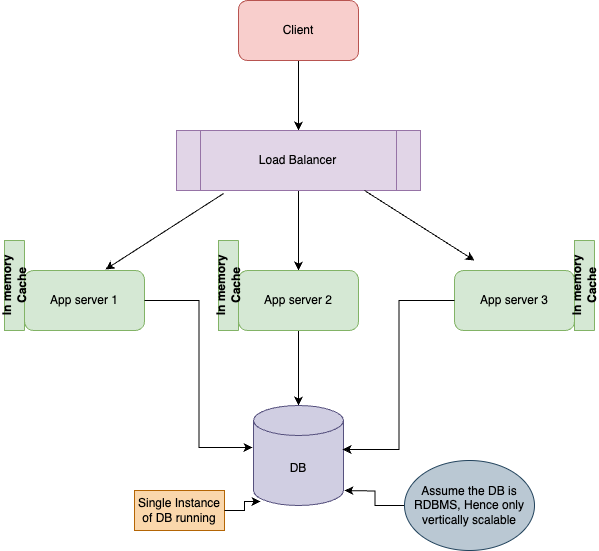 Client
Load Balancer
In memory
Cache
App server 1
In memory
Cache
App server 2
App server 3
In memory
Cache
DB
Single Instance
of DB running
Assume the DB is
RDBMS, Hence only
vertically scalable